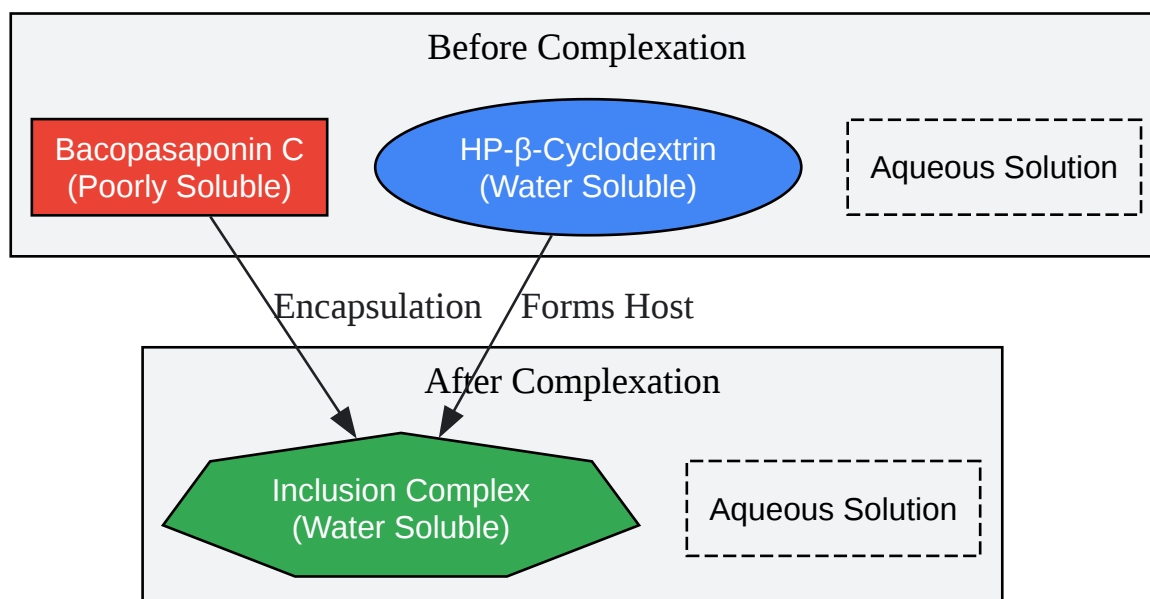 Before Complexation
Bacopasaponin C
(Poorly Soluble)
HP-β-Cyclodextrin
(Water Soluble)
Aqueous Solution
Encapsulation
Forms Host
After Complexation
Inclusion Complex
(Water Soluble)
Aqueous Solution